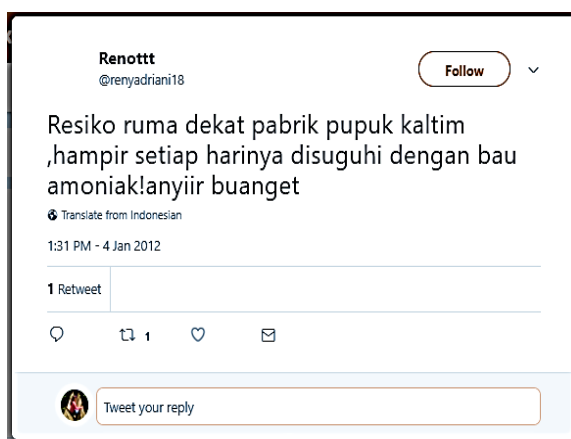 Renottt
@renyadriani18
Follow
Resiko ruma dekat pabrik pupuk kaltim
,hampir setiap harinya disuguhi dengan bau
amoniak!anyiir buanget
Translate from Indonesian
1:31 PM - 4 Jan 2012
1 Retweet
1
Tweet your reply